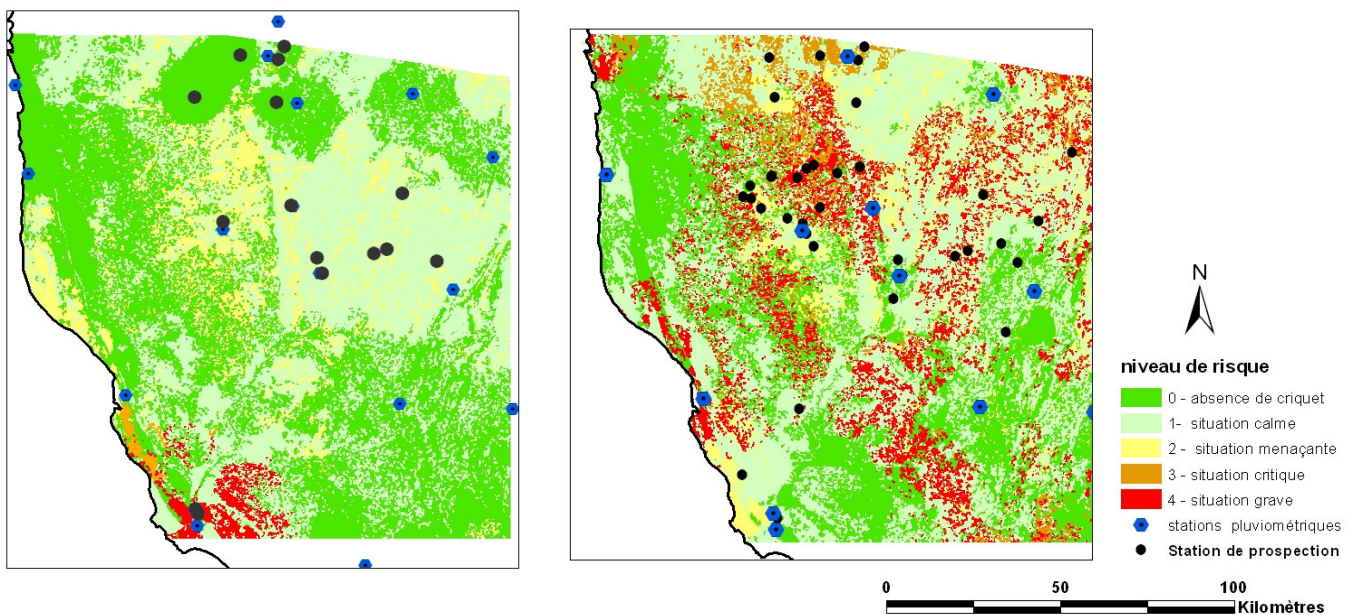 N
niveau de risque
0 - absence de criquet
1- situation calme
2 - situation menaçante
3 - situation critique
4 - situation grave
stations pluviométriques
Station de prospection
0 50 100
Kilomètres